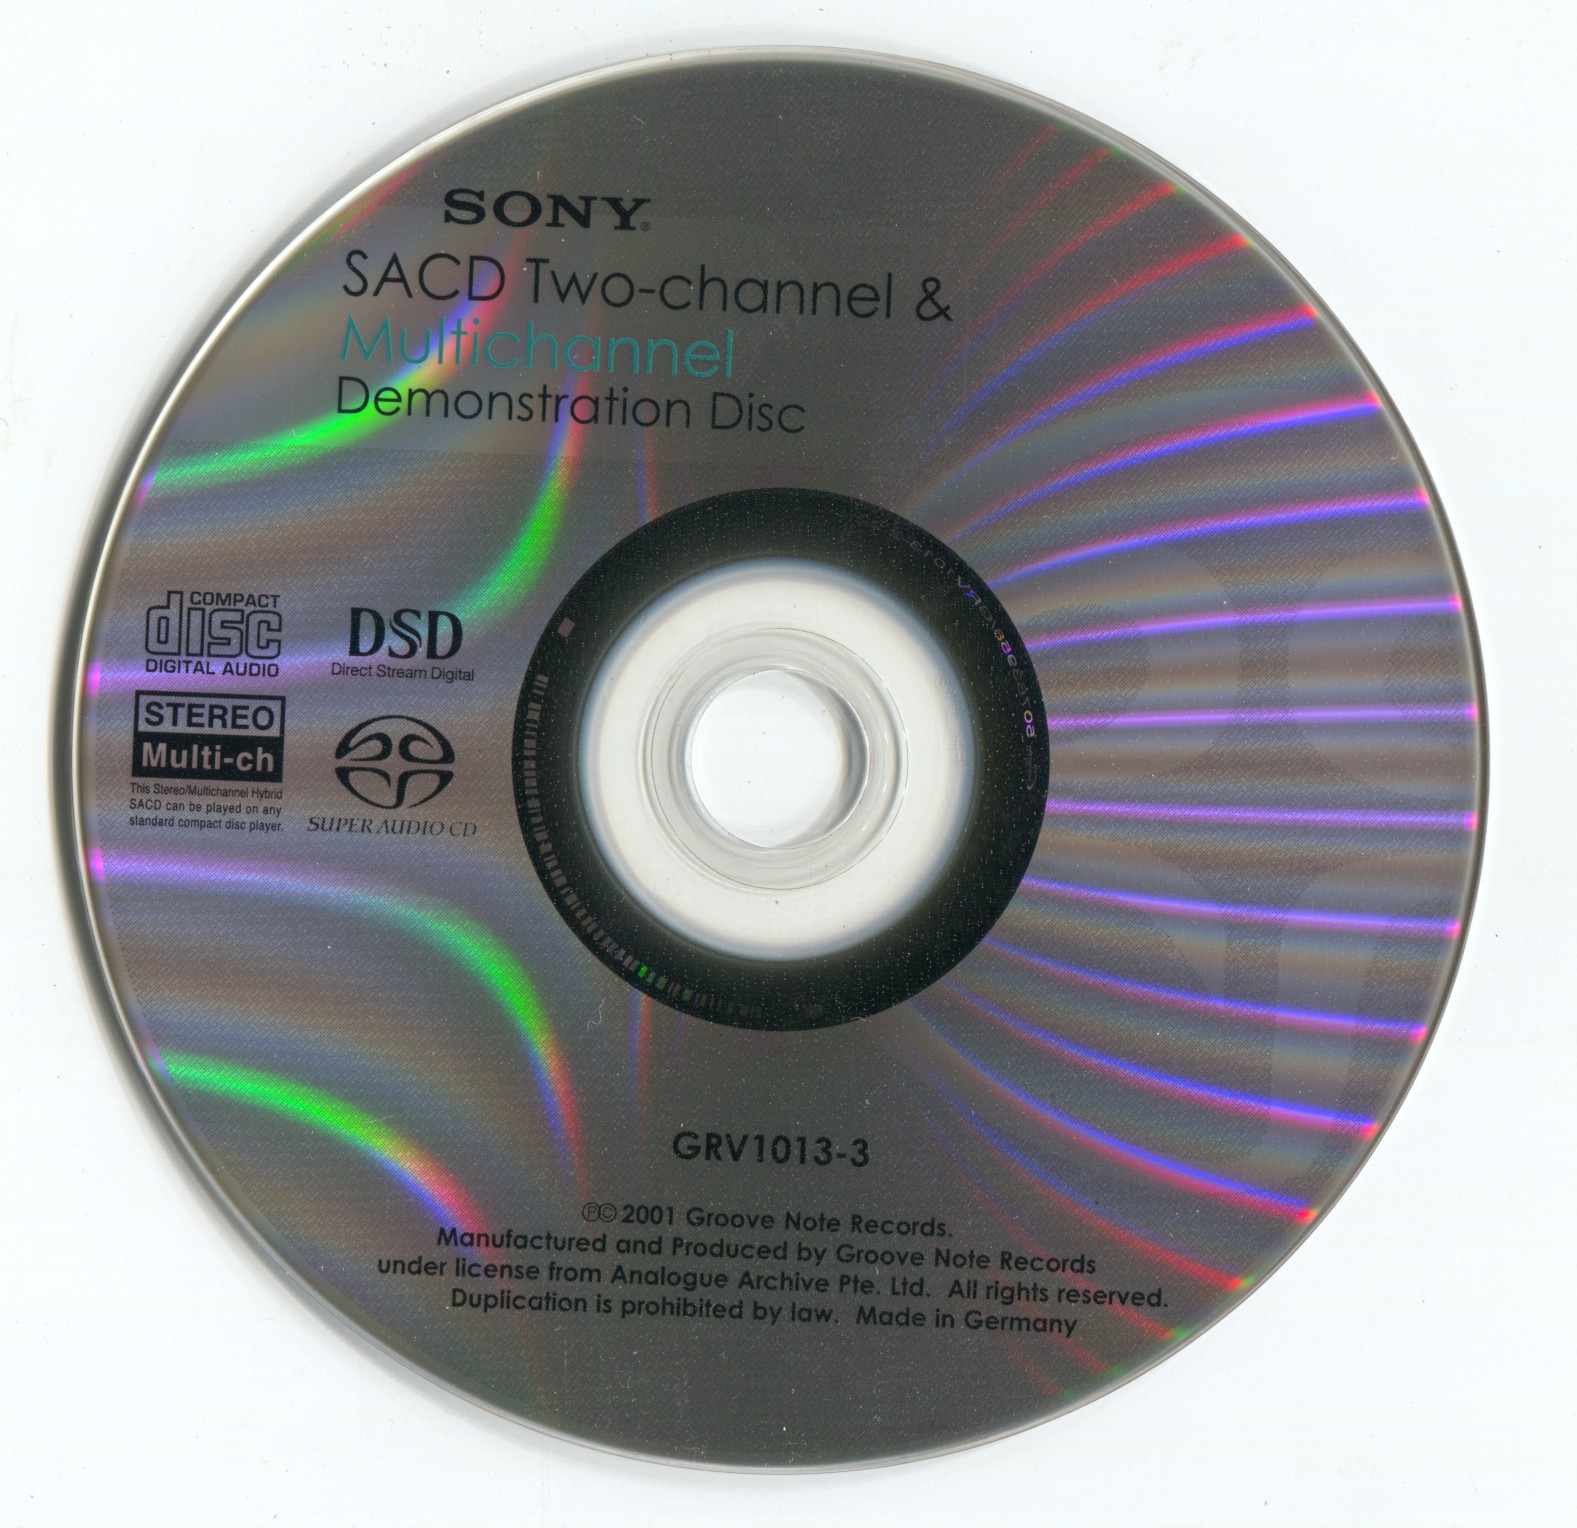 SONY®
SACD Two-channel &
Multichannel
Demonstration Disc
COMPACT
disc
DIGITAL AUDIO
DSD
Direct Stream Digital
STEREO
Multi-ch
This Stereo/Multichannel Hybrid
SACD can be played on any
standard compact disc player.
SUPER AUDIO CD
GRV1013-3
℗© 2001 Groove Note Records.
Manufactured and Produced by Groove Note Records
under license from Analogue Archive Pte. Ltd. All rights reserved.
Duplication is prohibited by law. Made in Germany